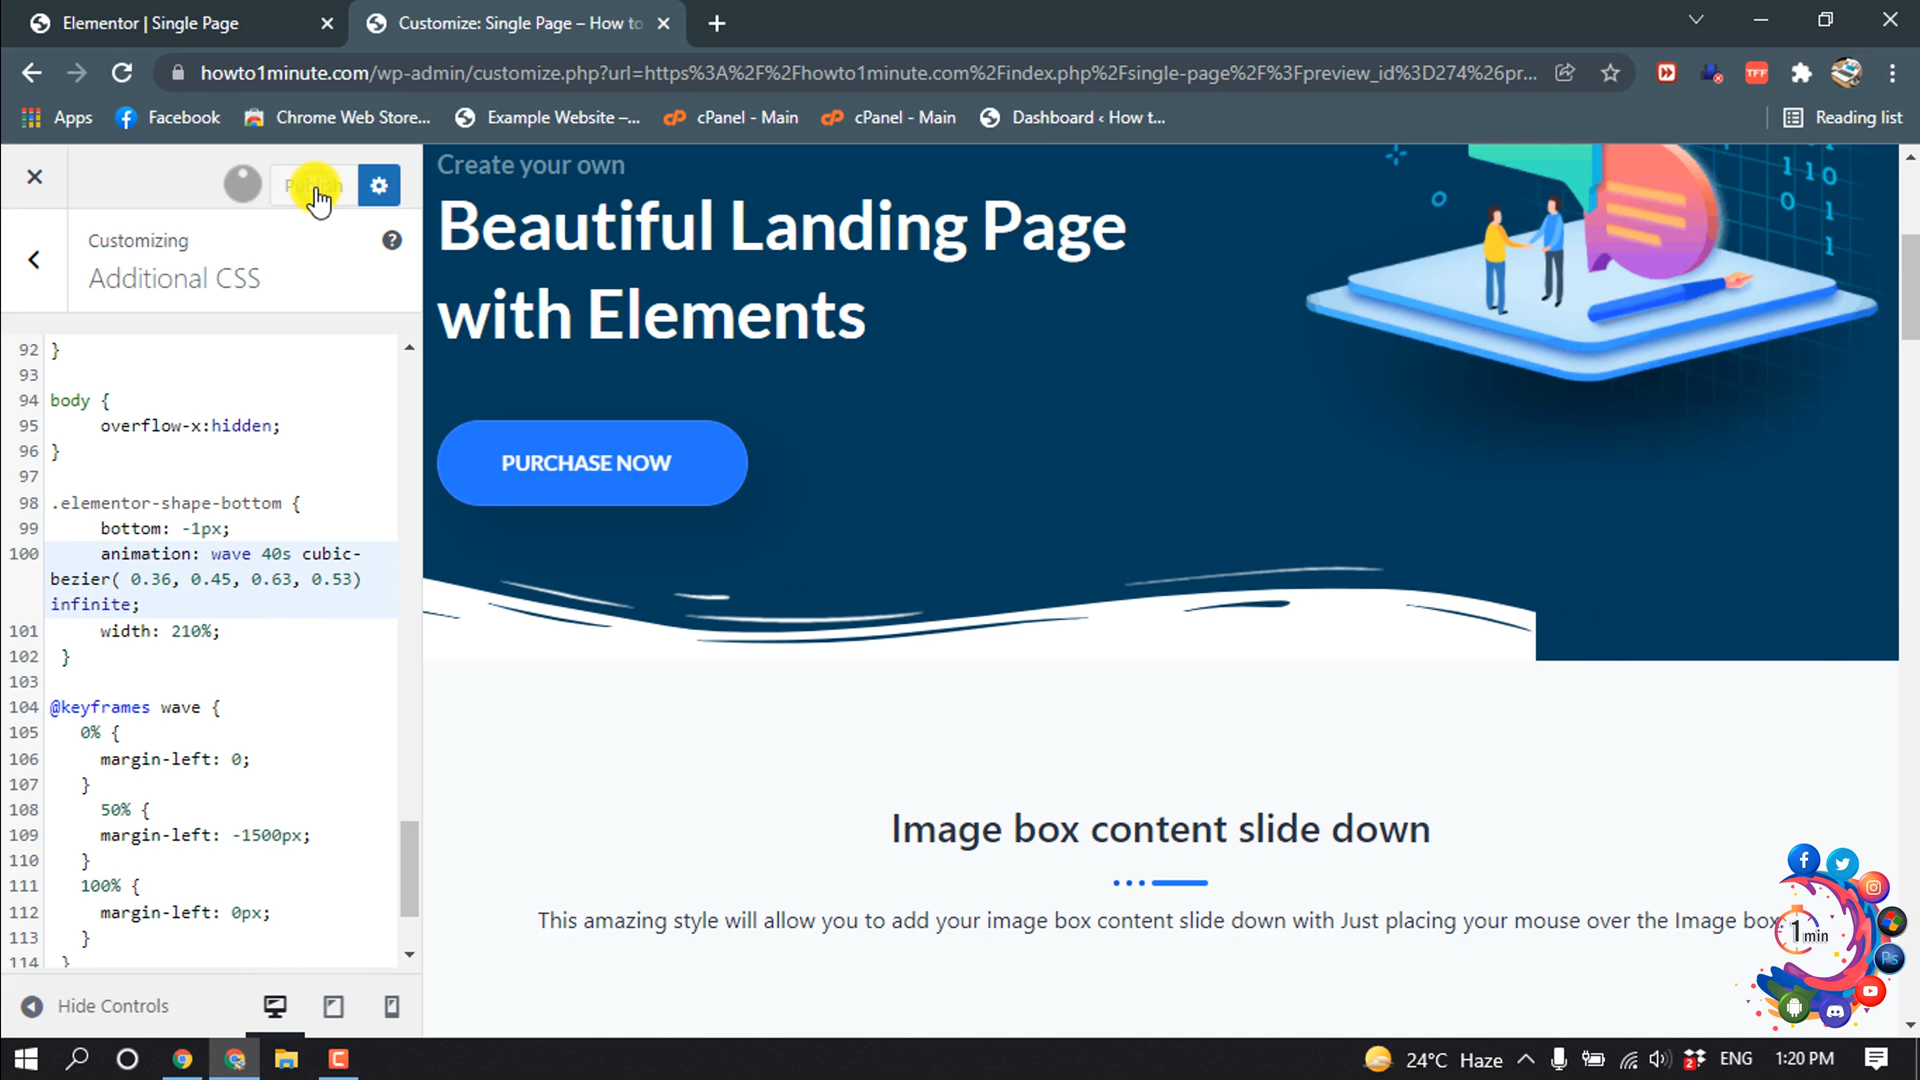 Elementor | Single Page
Customize: Single Page – How to
howto1minute.com/wp-admin/customize.php?url=https%3A%2F%2Fhowto1minute.com%2Findex.php%2Fsingle-page%2F%3Fpreview_id%3D274%26pr...
TFF
Apps
Facebook
Chrome Web Store...
Example Website –...
cPanel - Main
cPanel - Main
Dashboard ‹ How t...
Reading list
Publish
Customizing
Additional CSS
92 }
93
94 body {
95 overflow-x:hidden;
96 }
97
98 .elementor-shape-bottom {
99 bottom: -1px;
100 animation: wave 40s cubic-
bezier( 0.36, 0.45, 0.63, 0.53)
infinite;
101 width: 210%;
102 }
103
104 @keyframes wave {
105 0% {
106 margin-left: 0;
107 }
108 50% {
109 margin-left: -1500px;
110 }
111 100% {
112 margin-left: 0px;
113 }
114 }
Hide Controls
Create your own
Beautiful Landing Page
with Elements
PURCHASE NOW
Image box content slide down
This amazing style will allow you to add your image box content slide down with Just placing your mouse over the Image box.
1 min
Ps
24°C Haze
2
ENG
1:20 PM